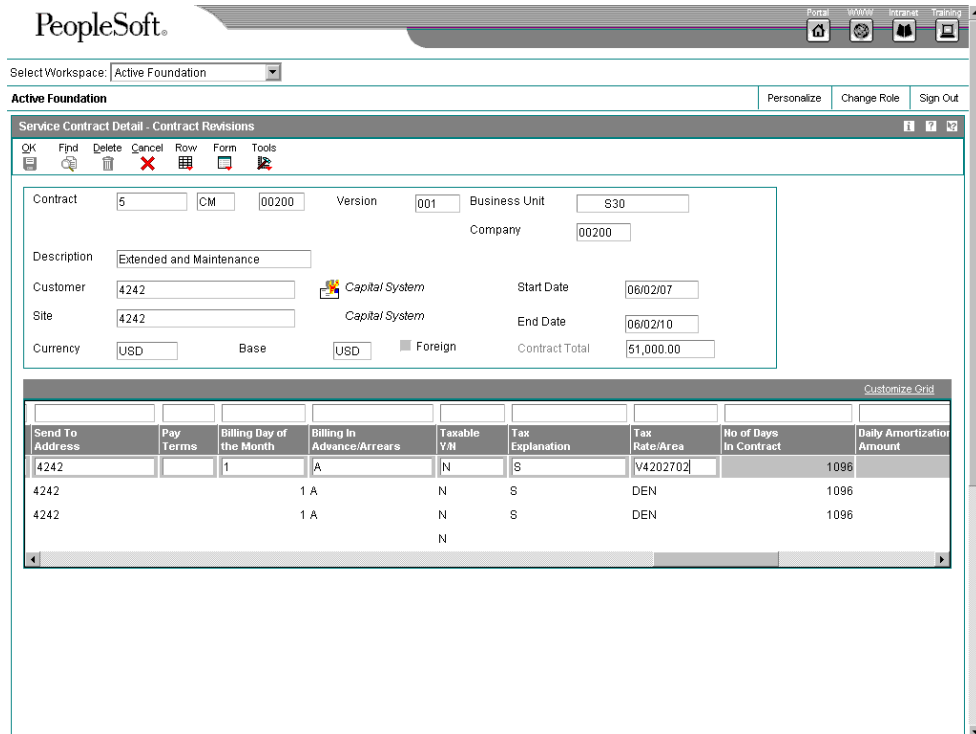 PeopleSoft®
Portal WWW Intranet Training
Select Workspace: Active Foundation
Active Foundation Personalize Change Role Sign Out
Service Contract Detail - Contract Revisions
OK Find Delete Cancel Row Form Tools
Contract 5 CM 00200 Version 001 Business Unit S30
Company 00200
Description Extended and Maintenance
Customer 4242 Capital System Start Date 06/02/07
Site 4242 Capital System End Date 06/02/10
Currency USD Base USD Foreign Contract Total 51,000.00
Customize Grid
Send To Pay Billing Day of Billing In Taxable Tax Tax No of Days Daily Amortization
Address Terms the Month Advance/Arrears Y/N Explanation Rate/Area In Contract Amount
4242 1 A N S V4202702 1096
4242 1 A N S DEN 1096
4242 1 A N S DEN 1096
N